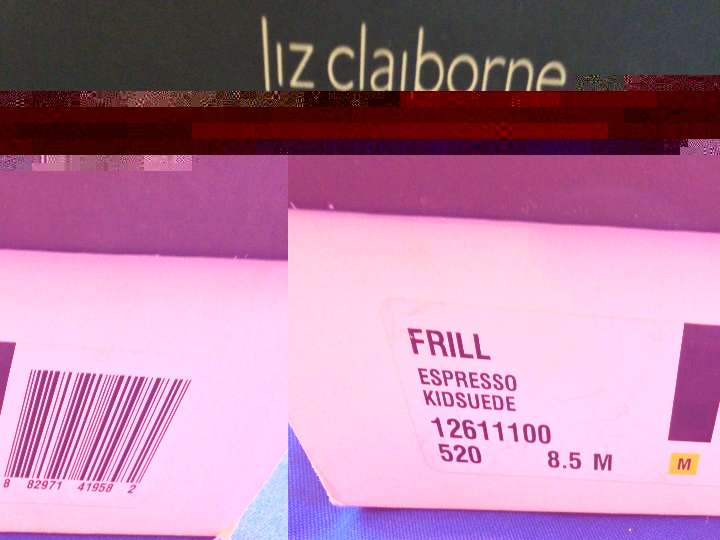 liz claiborne
FRILL
ESPRESSO
KIDSUEDE
12611100
520 8.5 M
M
8 82971 41958 2